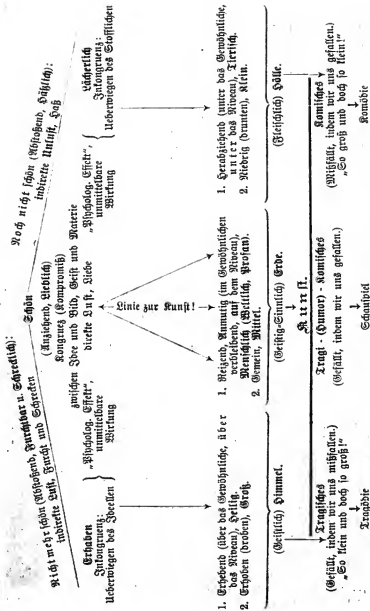 Nicht mehr schön (Abstoßend, Furchtbar u. Schrecklich):
indirekte Lust, Furcht und Schrecken
Noch nicht schön (Abstoßend, Häßlich):
indirekte Unlust, Haß
Schön
(Anziehend, Lieblich)
Kongruez (Kompromiß)
zwischen Idee und Bild, Geist und Materie
direkte Lust, Liebe
Erhaben
Inkongruenz:
Ueberwiegen des Ideellen
„Psycholog. Effekt“,
unmittelbare
Wirkung
„Psycholog. Effekt“,
unmittelbare
Wirkung
Lächerlich
Inkongruenz:
Ueberwiegen des Stofflichen
Linie zur Kunst!
1. Erhebend (über das Gewöhnliche, über
das Niveau), Heilig.
2. Erhaben (droben), Groß.
1. Reizend, Anmutig (im Gewöhnlichen
verbleibend, auf dem Niveau),
Menschlich (Weltlich, Profan).
2. Gemein, Mittel.
1. Herabziehend (unter das Gewöhnliche,
unter das Niveau), Tierisch.
2. Niedrig (drunten), Klein.
(Geistlich) Himmel.
(Geistig-Sinnlich) Erde.
(Fleischlich) Hölle.
Kunst.
Tragisches
(Gefällt, indem wir uns mißfallen.)
„So klein und doch so groß!“
Tragödie
Tragi-(Humor)-Komisches
(Gefällt, indem wir uns gefallen.)
Schauspiel
Komisches
(Mißfällt, indem wir uns gefallen.)
„So groß und doch so klein!“
Komödie